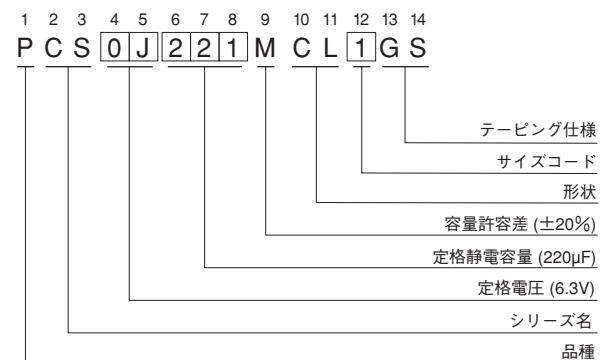 1 2 3 4 5 6 7 8 9 10 11 12 13 14
P C S 0 J 2 2 1 M C L 1 G S
テーピング仕様
サイズコード
形状
容量許容差 (±20%)
定格静電容量 (220µF)
定格電圧 (6.3V)
シリーズ名
品種